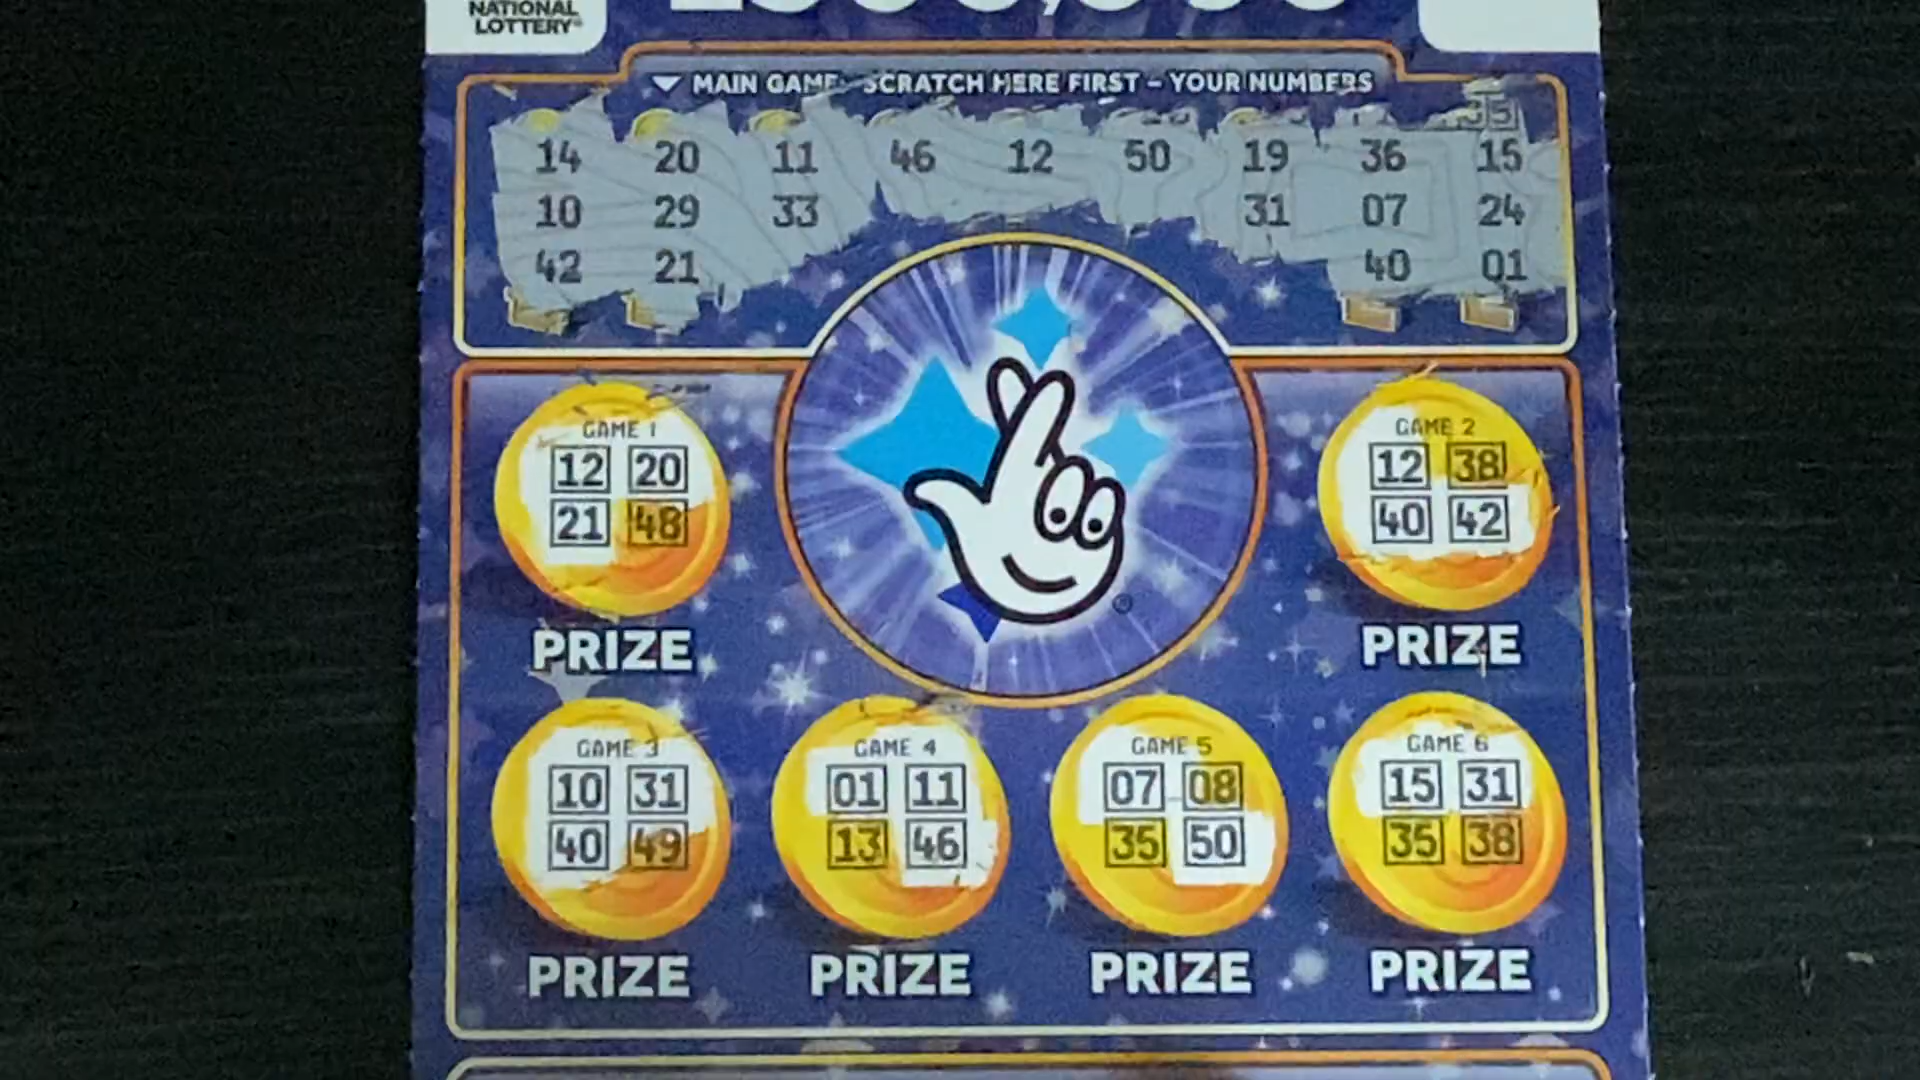 NATIONAL
LOTTERY®
MAIN GAME SCRATCH HERE FIRST – YOUR NUMBERS
35
14 20 11 46 12 50 19 36 15
10 29 33 31 07 24
42 21 40 01
GAME 1
12 20
21 48
PRIZE
GAME 2
12 38
40 42
PRIZE
®
GAME 3
10 31
40 49
PRIZE
GAME 4
01 11
13 46
PRIZE
GAME 5
07 08
35 50
PRIZE
GAME 6
15 31
35 38
PRIZE